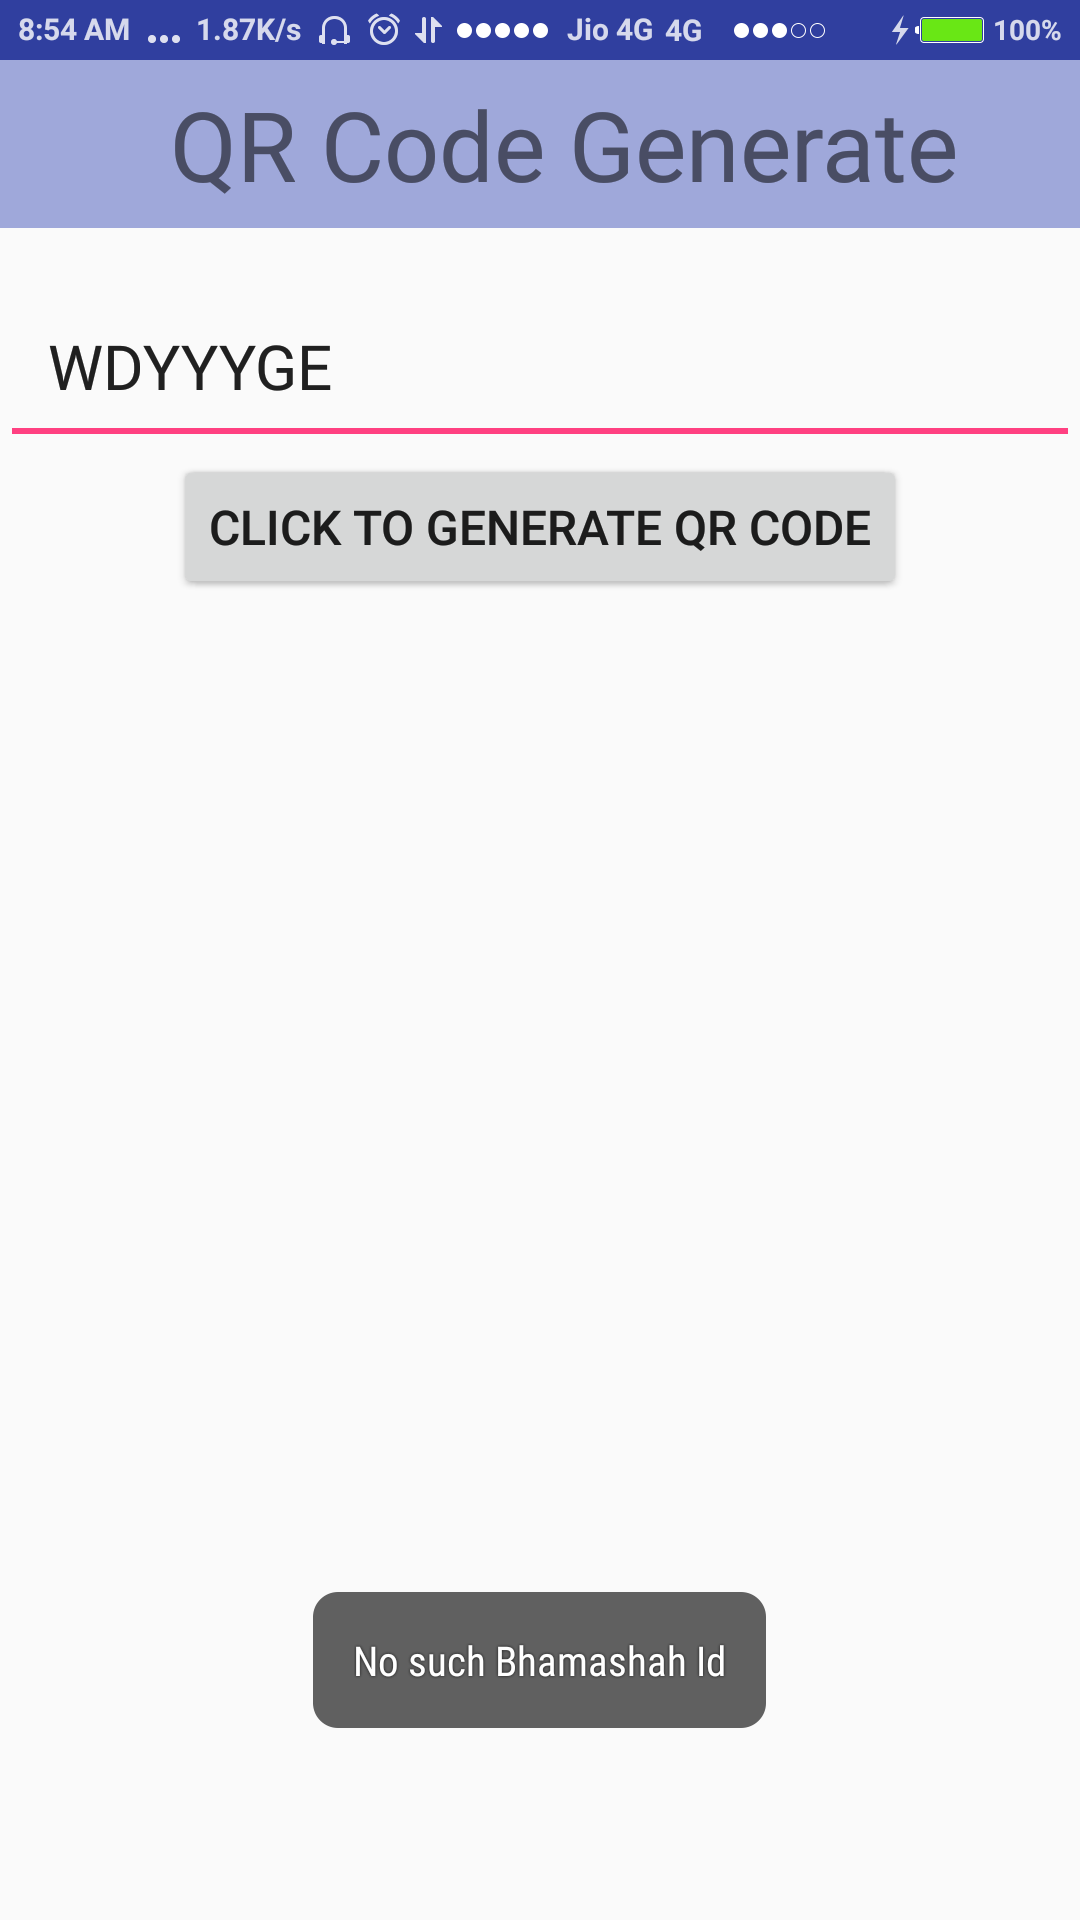 8:54 AM ... 1.87K/s Jio 4G 4G 100%
QR Code Generate
WDYYYGE
CLICK TO GENERATE QR CODE
No such Bhamashah Id